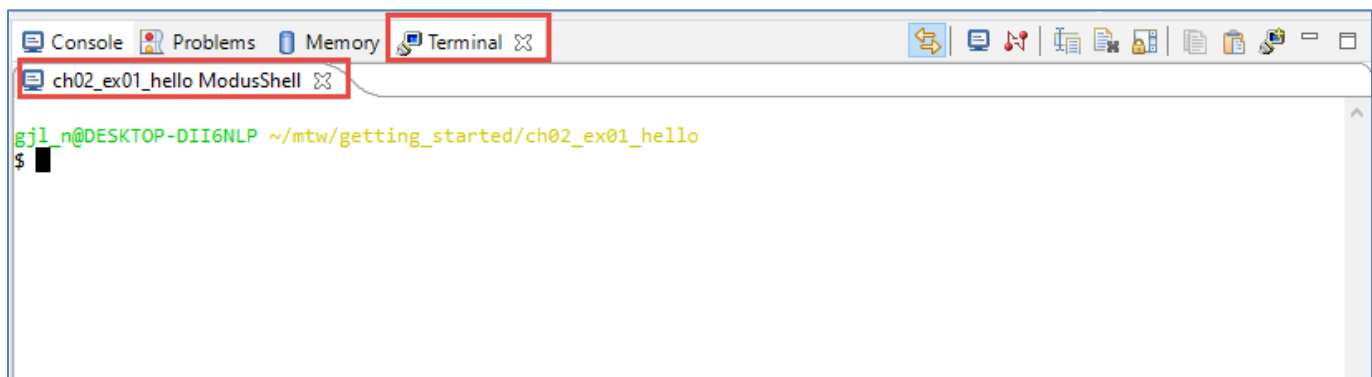 Console Problems Memory Terminal
ch02_ex01_hello ModusShell
gjl_n@DESKTOP-DII6NLP ~/mtw/getting_started/ch02_ex01_hello
$